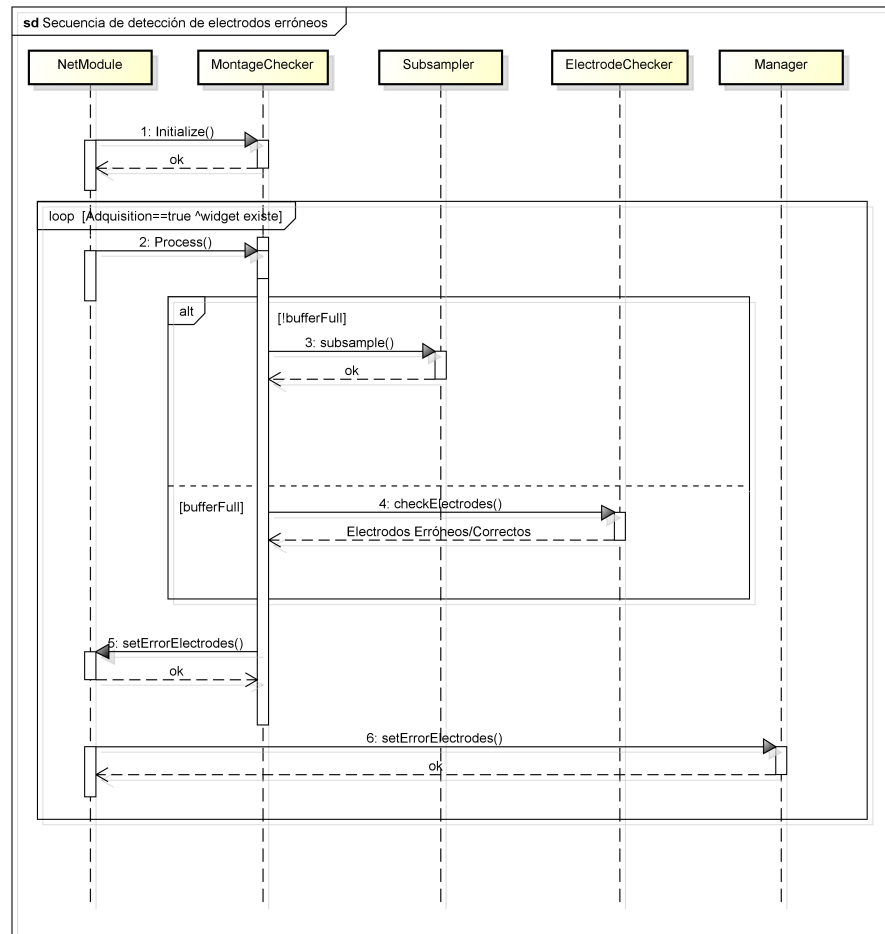 sd Secuencia de detección de electrodos erróneos
NetModule MontageChecker Subsampler ElectrodeChecker Manager
1: Initialize()
ok
loop [Adquisition==true ^widget existe]
2: Process()
alt
[!bufferFull]
3: subsample()
ok
[bufferFull]
4: checkElectrodes()
Electrodos Erróneos/Correctos
5: setErrorElectrodes()
ok
6: setErrorElectrodes()
ok